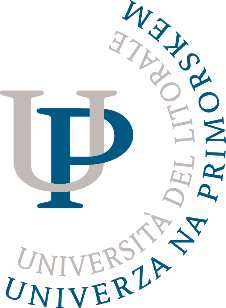 UP
UNIVERSITÀ DEL LITORALE
UNIVERZA NA PRIMORSKEM